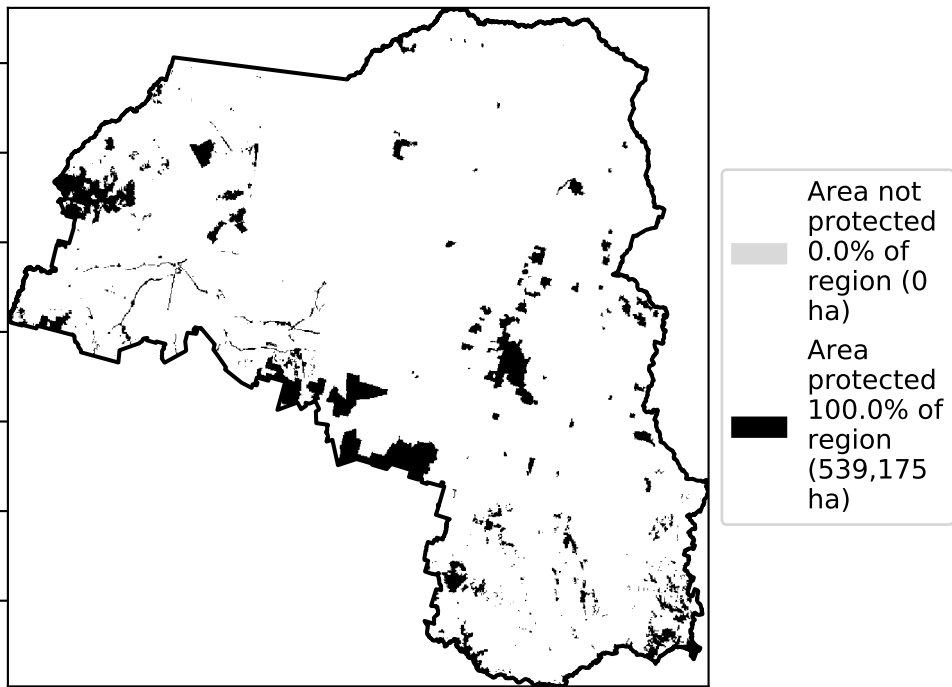 Area not
protected
0.0% of
region (0
ha)
Area
protected
100.0% of
region
(539,175
ha)